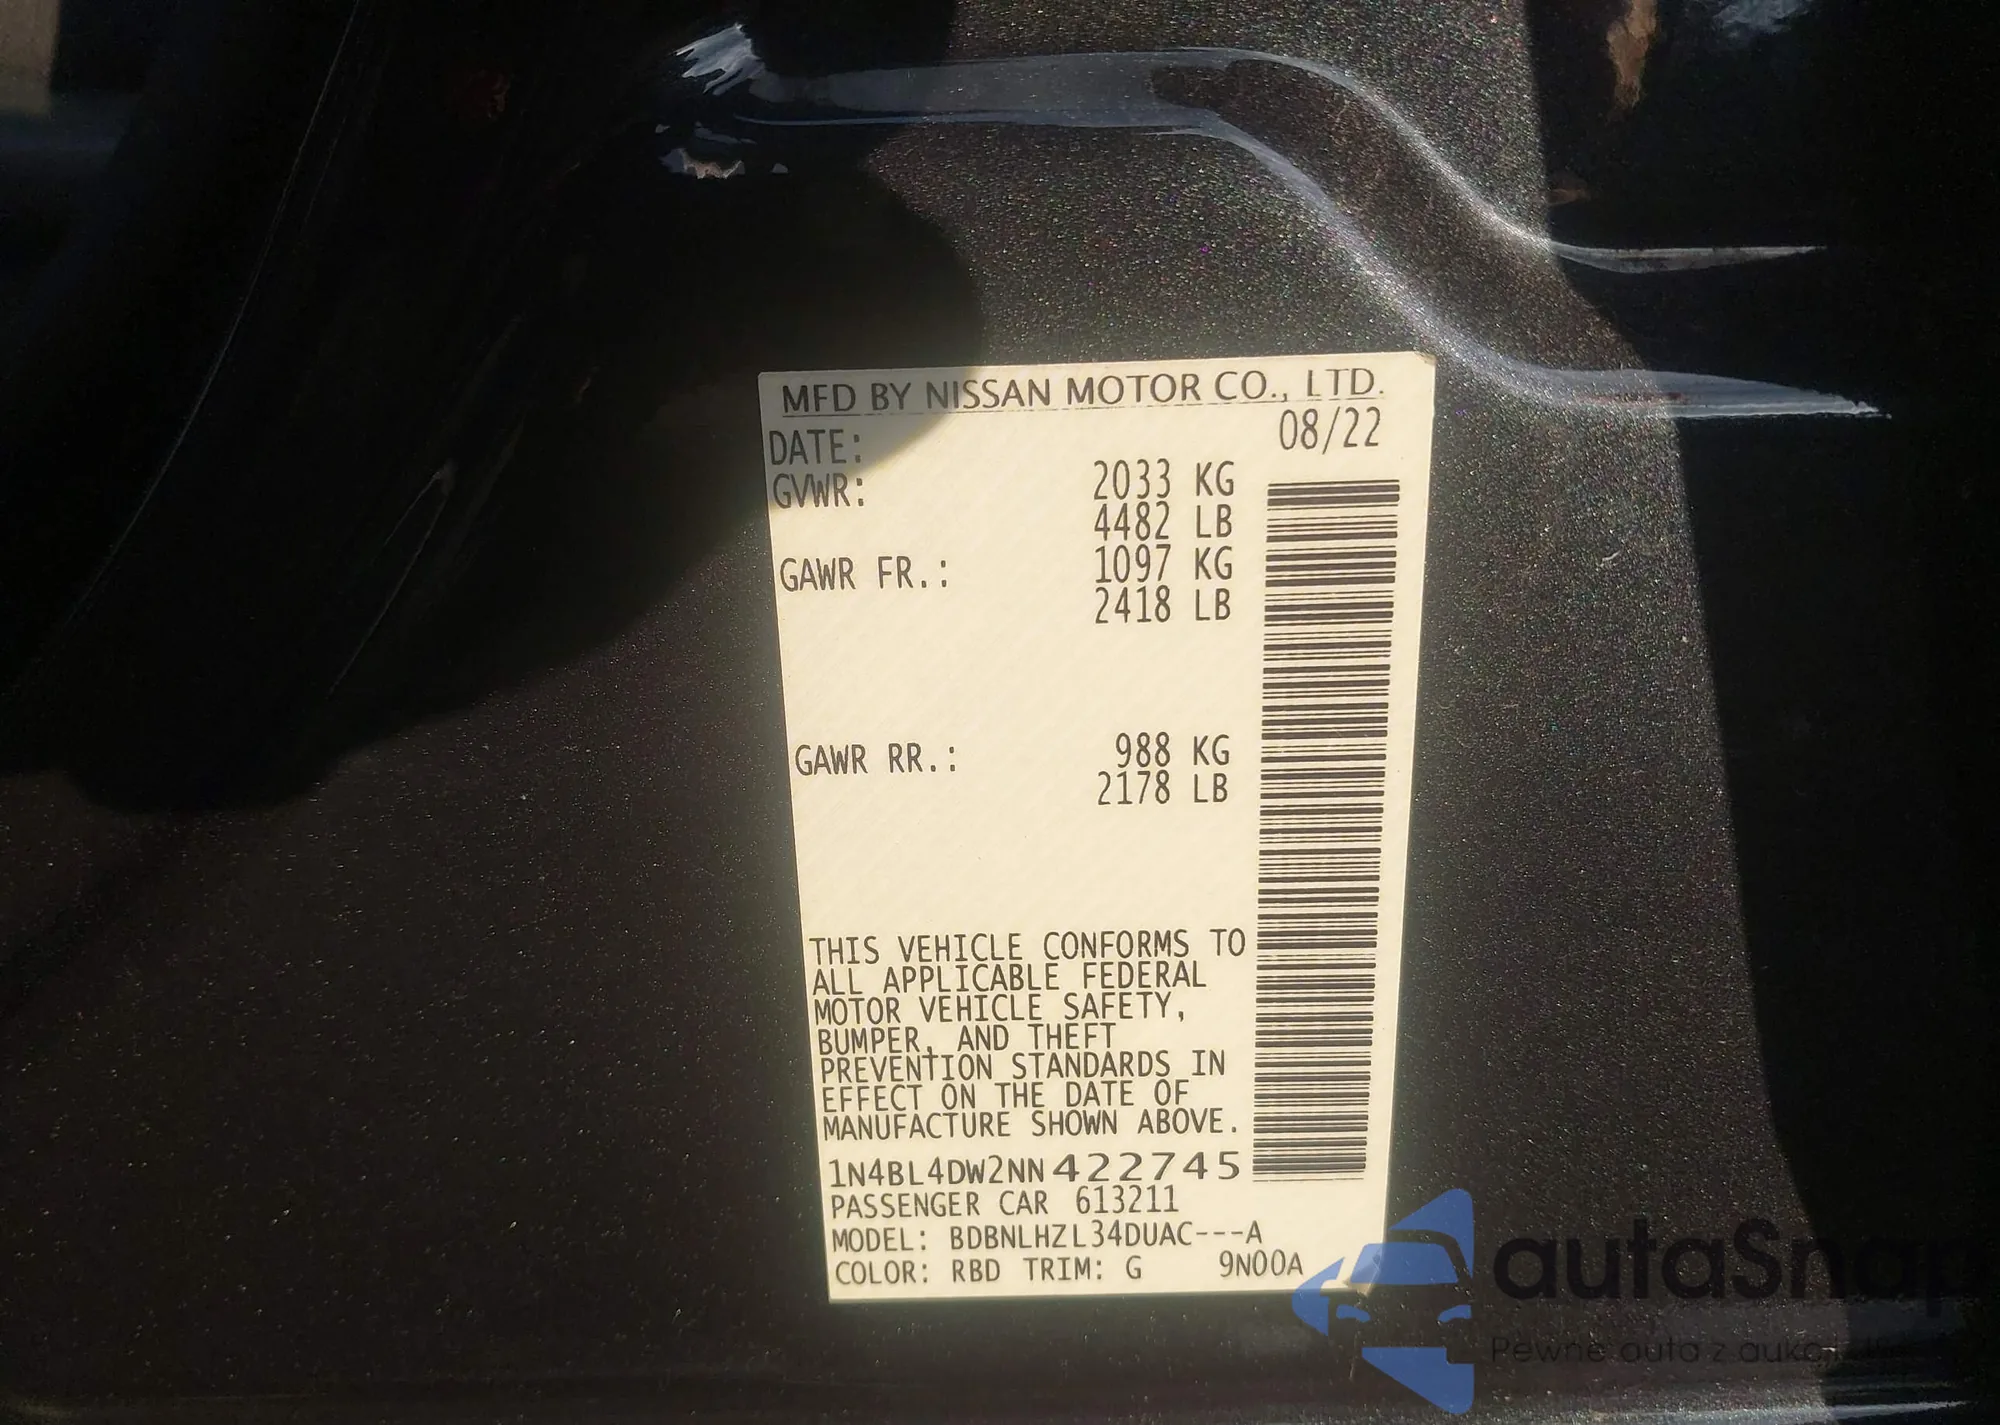 MFD BY NISSAN MOTOR CO., LTD.
DATE: 08/22
GVWR: 2033 KG
4482 LB
GAWR FR.: 1097 KG
2418 LB
GAWR RR.: 988 KG
2178 LB
THIS VEHICLE CONFORMS TO
ALL APPLICABLE FEDERAL
MOTOR VEHICLE SAFETY,
BUMPER, AND THEFT
PREVENTION STANDARDS IN
EFFECT ON THE DATE OF
MANUFACTURE SHOWN ABOVE.
1N4BL4DW2NN422745
PASSENGER CAR 613211
MODEL: BDBNLHZL34DUAC---A
COLOR: RBD TRIM: G 9N00A
autaSnap
Pewne auta z